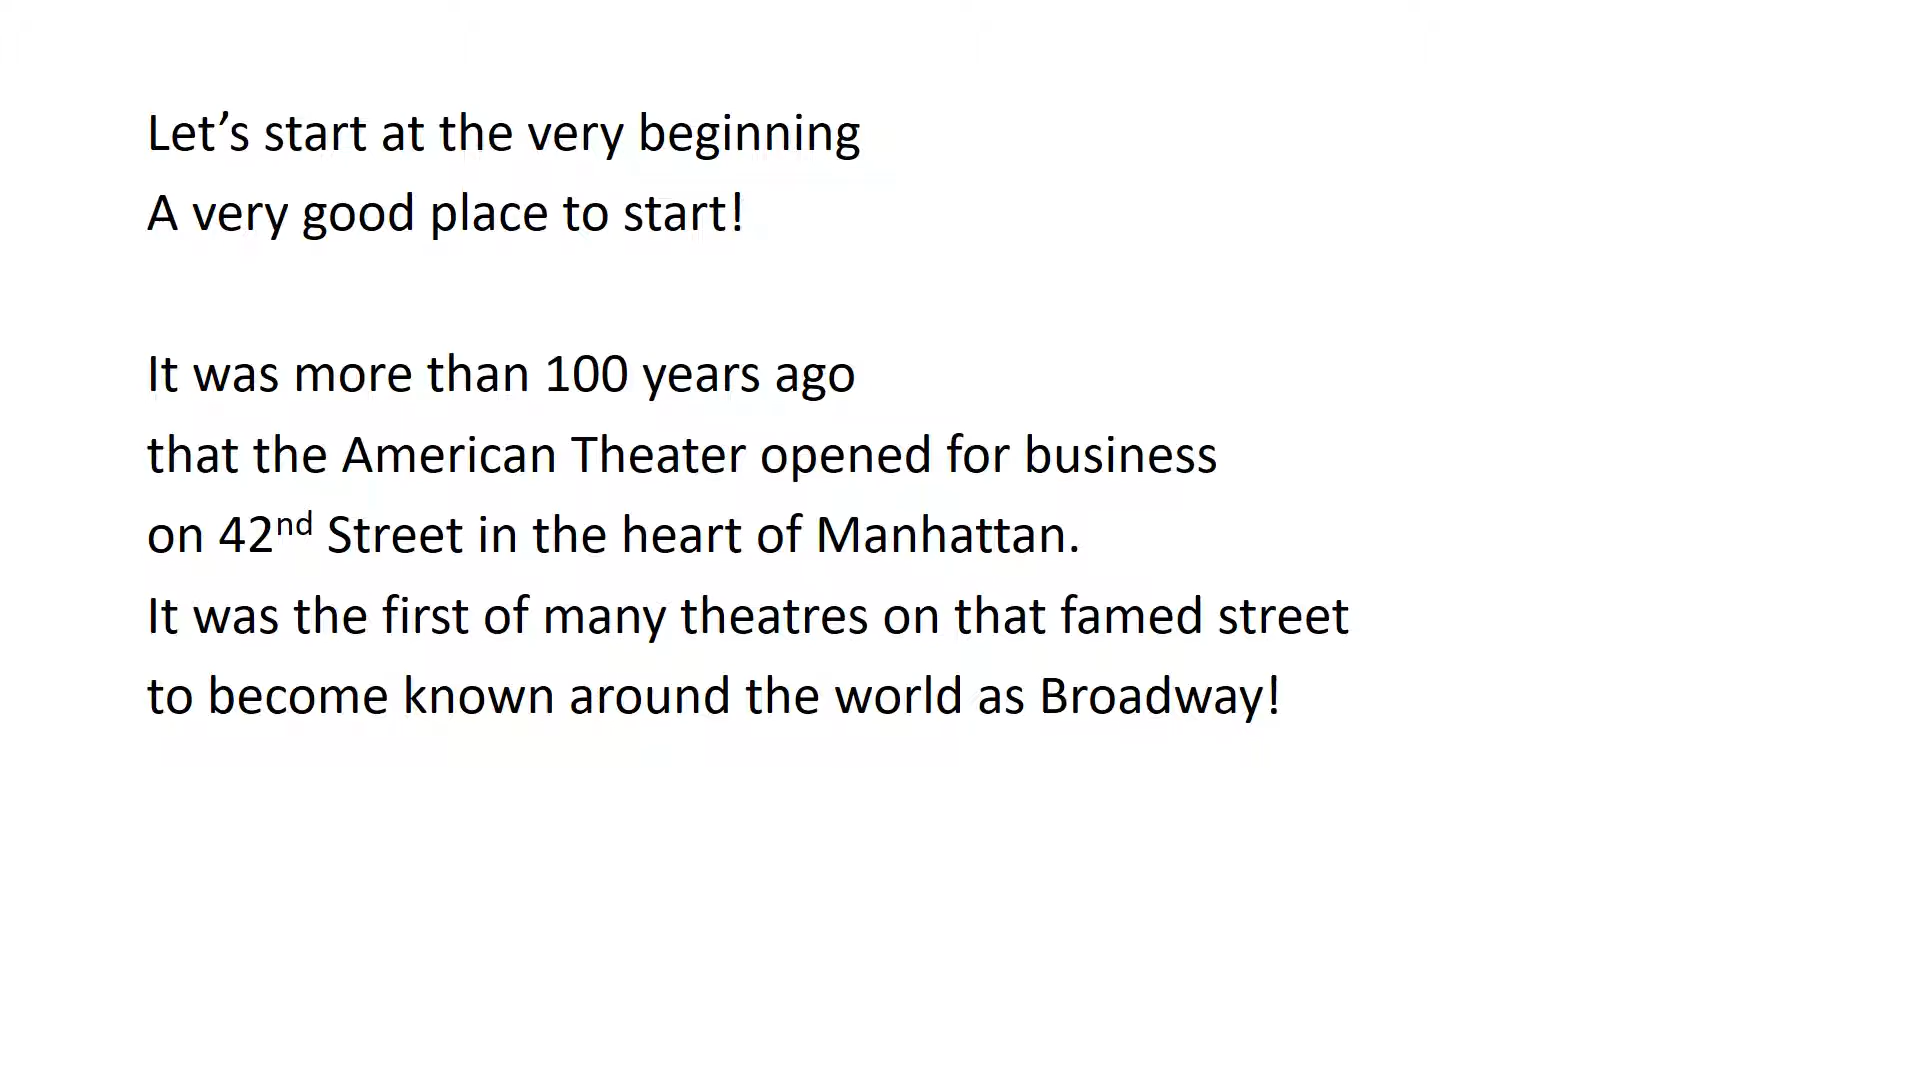 Let’s start at the very beginning
A very good place to start!
It was more than 100 years ago
that the American Theater opened for business
on 42nd Street in the heart of Manhattan.
It was the first of many theatres on that famed street
to become known around the world as Broadway!